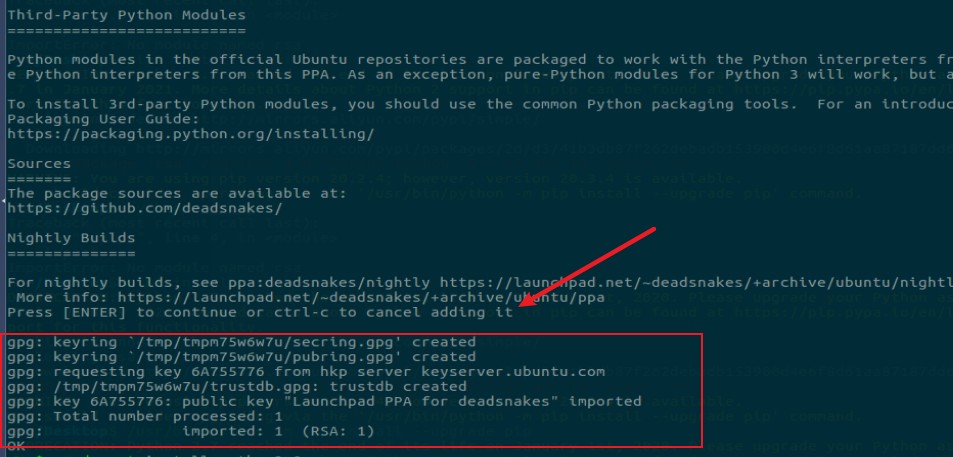 Third-Party Python Modules
==========================
Python modules in the official Ubuntu repositories are packaged to work with the Python interpreters fr
e Python interpreters from this PPA. As an exception, pure-Python modules for Python 3 will work, but a
To install 3rd-party Python modules, you should use the common Python packaging tools.  For an introduc
Packaging User Guide:
https://packaging.python.org/installing/
Sources
=======
The package sources are available at:
https://github.com/deadsnakes/
Nightly Builds
==============
For nightly builds, see ppa:deadsnakes/nightly https://launchpad.net/~deadsnakes/+archive/ubuntu/nightl
 More info: https://launchpad.net/~deadsnakes/+archive/ubuntu/ppa
Press [ENTER] to continue or ctrl-c to cancel adding it
gpg: keyring `/tmp/tmpm75w6w7u/secring.gpg' created
gpg: keyring `/tmp/tmpm75w6w7u/pubring.gpg' created
gpg: requesting key 6A755776 from hkp server keyserver.ubuntu.com
gpg: /tmp/tmpm75w6w7u/trustdb.gpg: trustdb created
gpg: key 6A755776: public key "Launchpad PPA for deadsnakes" imported
gpg: Total number processed: 1
gpg:               imported: 1  (RSA: 1)
OK